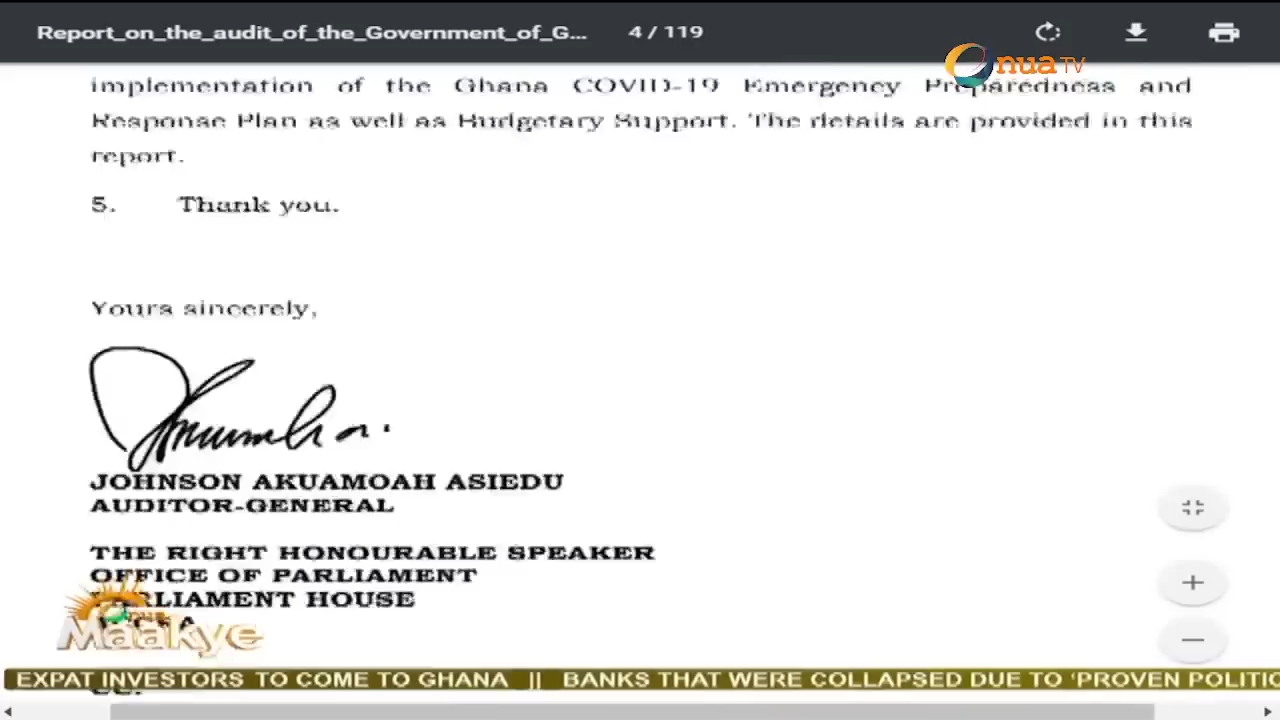 Report_on_the_audit_of_the_Government_of_G...
4 / 119
onua TV
implementation of the Ghana COVID-19 Emergency Preparedness and
Response Plan as well as Budgetary Support. The details are provided in this
report.
5. Thank you.
Yours sincerely,
JOHNSON AKUAMOAH ASIEDU
AUDITOR-GENERAL
THE RIGHT HONOURABLE SPEAKER
OFFICE OF PARLIAMENT
PARLIAMENT HOUSE
Maakye
EXPAT INVESTORS TO COME TO GHANA || BANKS THAT WERE COLLAPSED DUE TO ‘PROVEN POLITIC